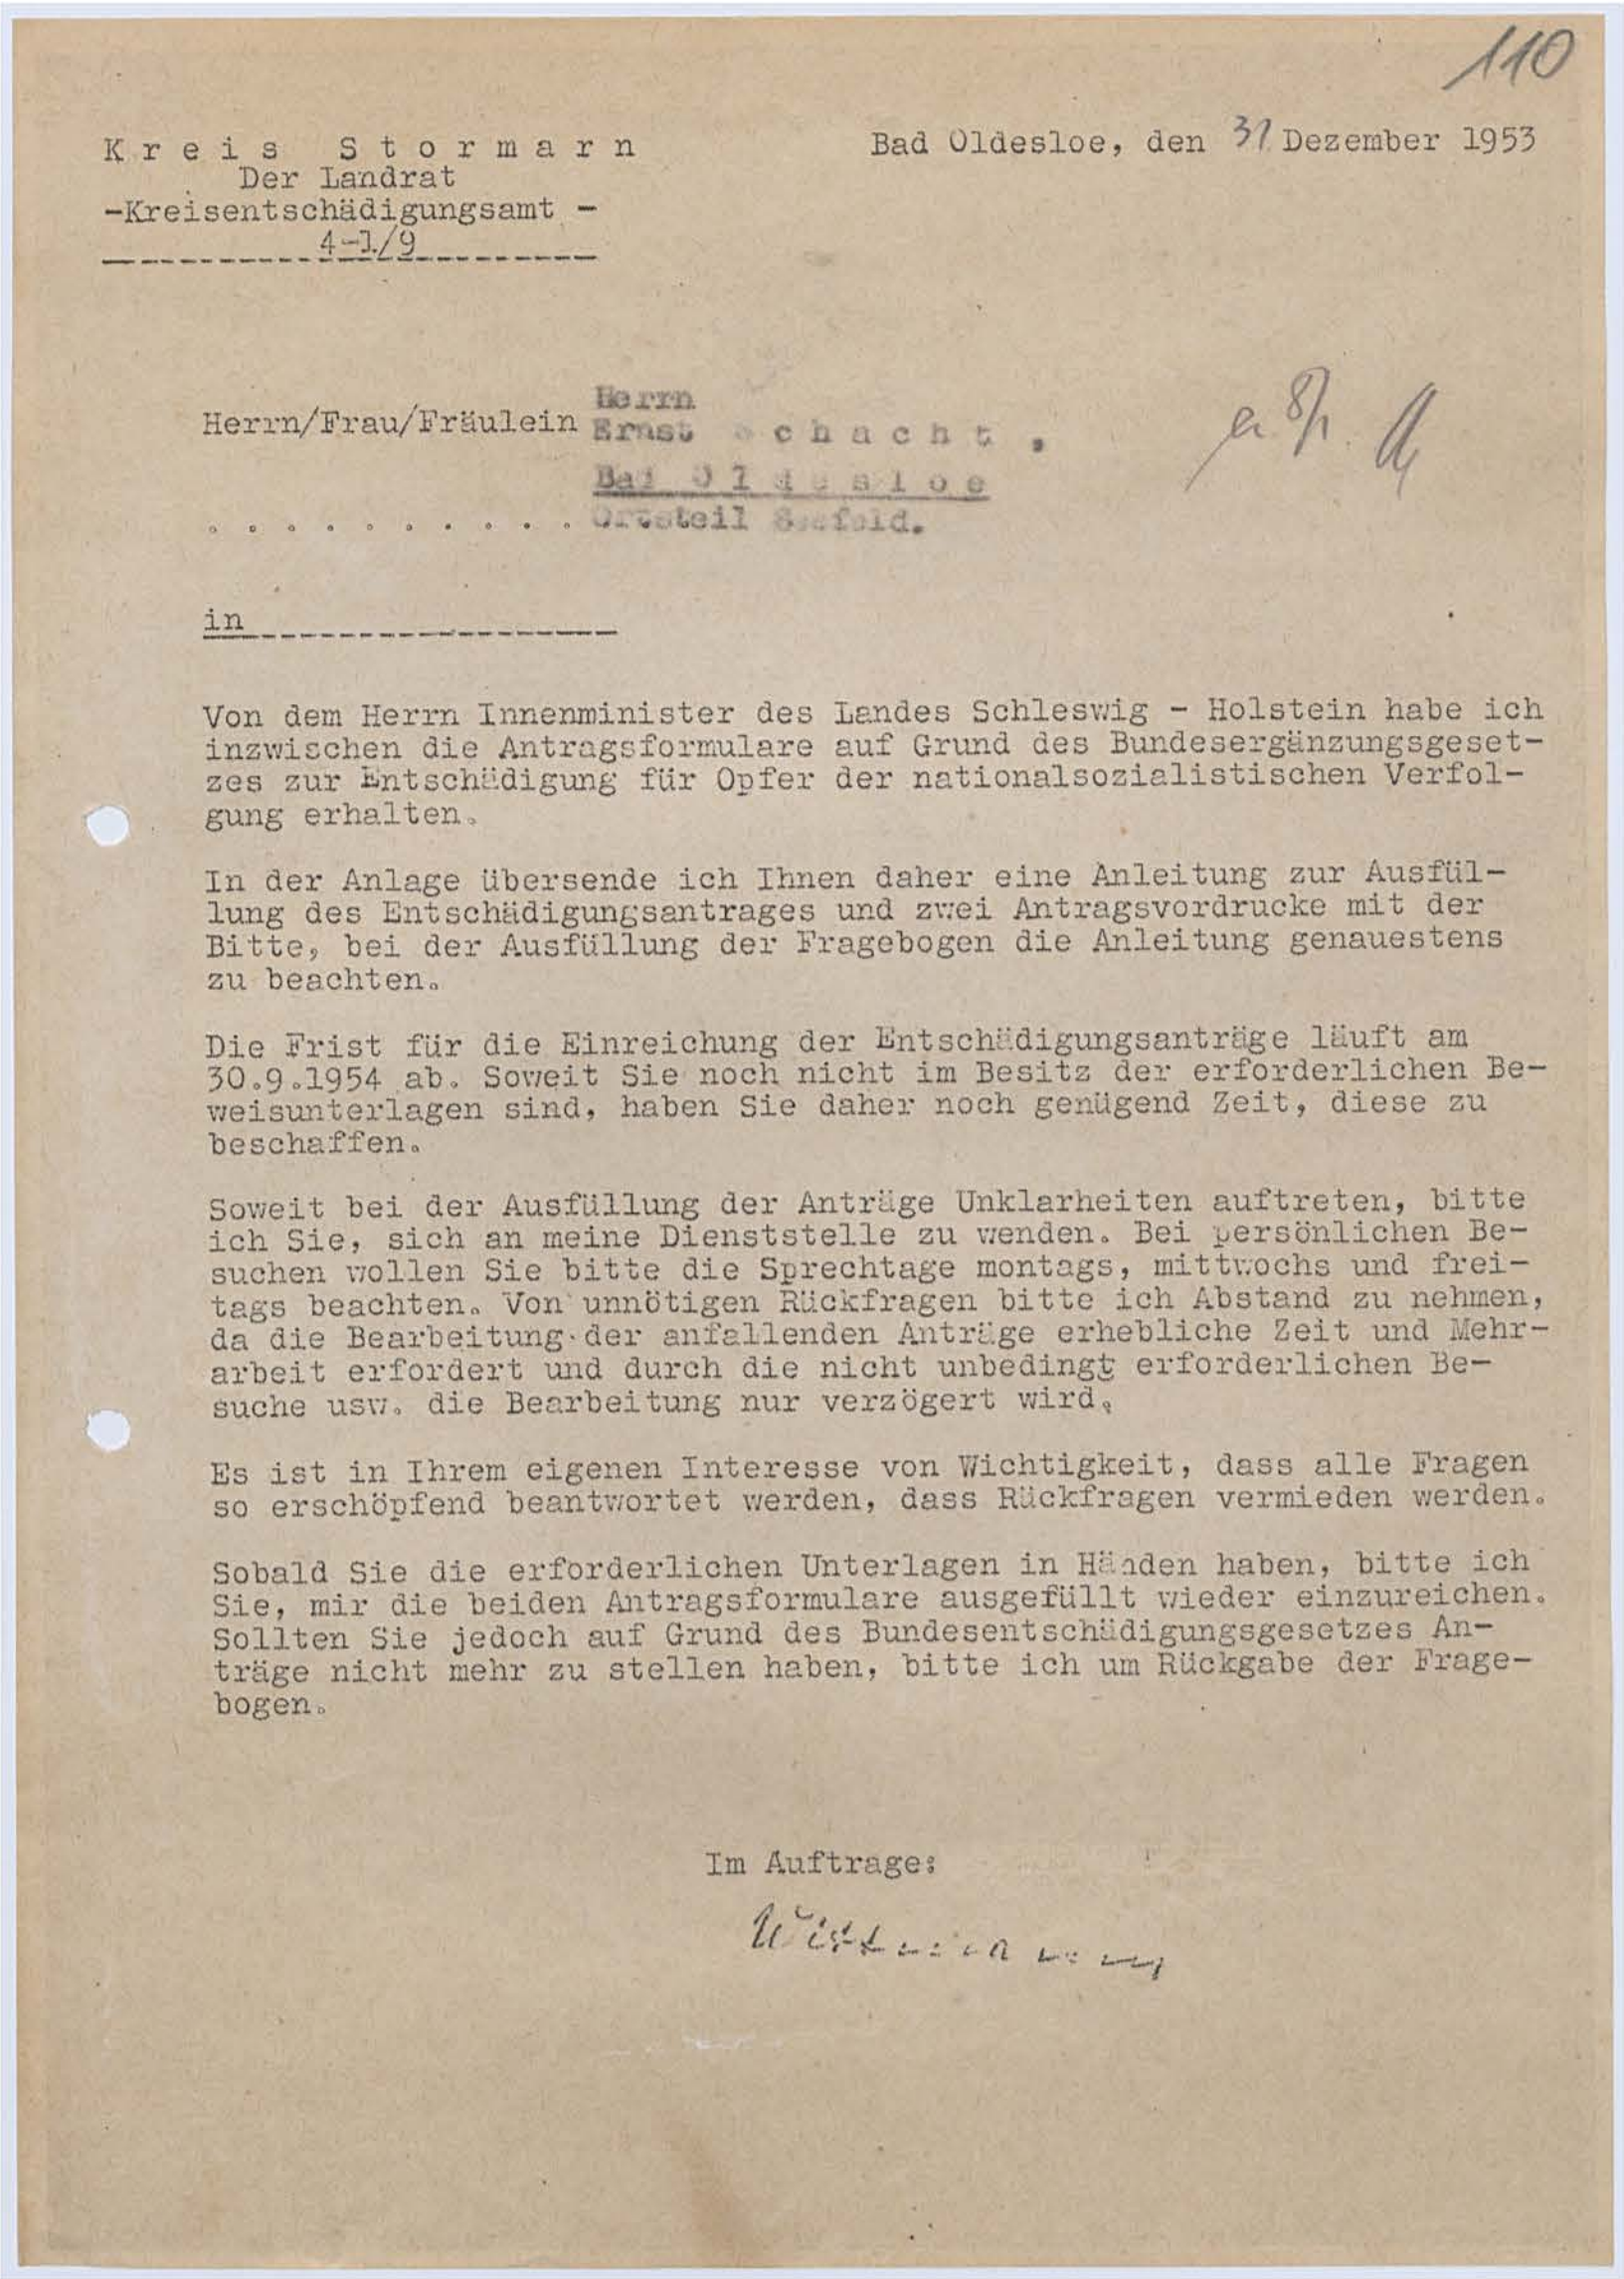 110
Kreis Stormarn
Der Landrat
-Kreisentschädigungsamt -
4-1/9
Bad Oldesloe, den 31. Dezember 1953
Herrn
Herrn/Frau/Fräulein Ernst Schacht,
Bad Oldesloe
. . . . . . . . . . Ortsteil Seefeld.
in
Von dem Herrn Innenminister des Landes Schleswig - Holstein habe ich
inzwischen die Antragsformulare auf Grund des Bundesergänzungsgeset-
zes zur Entschädigung für Opfer der nationalsozialistischen Verfol-
gung erhalten.
In der Anlage übersende ich Ihnen daher eine Anleitung zur Ausfül-
lung des Entschädigungsantrages und zwei Antragsvordrucke mit der
Bitte, bei der Ausfüllung der Fragebogen die Anleitung genauestens
zu beachten.
Die Frist für die Einreichung der Entschädigungsanträge läuft am
30.9.1954 ab. Soweit Sie noch nicht im Besitz der erforderlichen Be-
weisunterlagen sind, haben Sie daher noch genügend Zeit, diese zu
beschaffen.
Soweit bei der Ausfüllung der Anträge Unklarheiten auftreten, bitte
ich Sie, sich an meine Dienststelle zu wenden. Bei persönlichen Be-
suchen wollen Sie bitte die Sprechtage montags, mittwochs und frei-
tags beachten. Von unnötigen Rückfragen bitte ich Abstand zu nehmen,
da die Bearbeitung der anfallenden Anträge erhebliche Zeit und Mehr-
arbeit erfordert und durch die nicht unbedingt erforderlichen Be-
suche usw. die Bearbeitung nur verzögert wird.
Es ist in Ihrem eigenen Interesse von Wichtigkeit, dass alle Fragen
so erschöpfend beantwortet werden, dass Rückfragen vermieden werden.
Sobald Sie die erforderlichen Unterlagen in Händen haben, bitte ich
Sie, mir die beiden Antragsformulare ausgefüllt wieder einzureichen.
Sollten Sie jedoch auf Grund des Bundesentschädigungsgesetzes An-
träge nicht mehr zu stellen haben, bitte ich um Rückgabe der Frage-
bogen.
Im Auftrage: